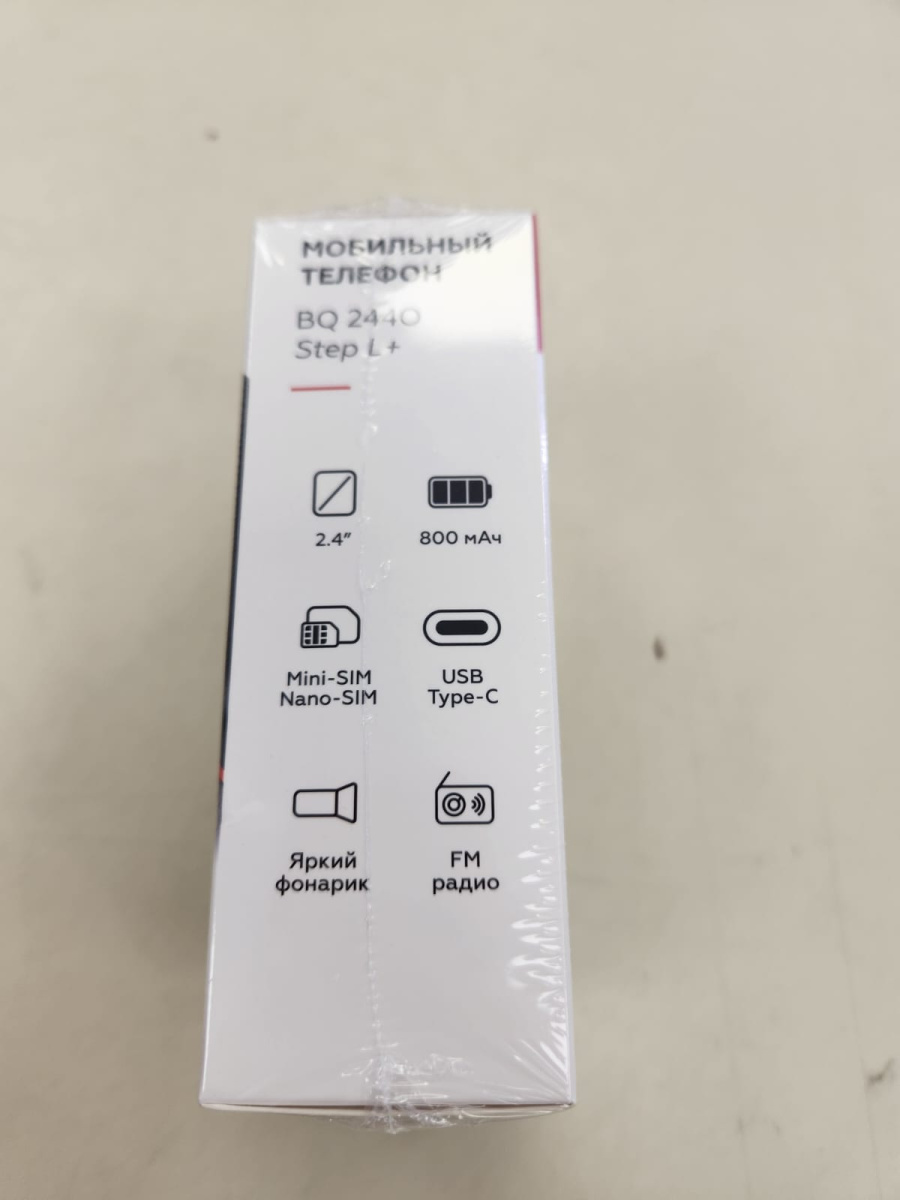 МОБИЛЬНЫЙ
ТЕЛЕФОН
BQ 2440
Step L+
2.4″
800 мАч
Mini-SIM
Nano-SIM
USB
Type-C
Яркий
фонарик
FM
радио